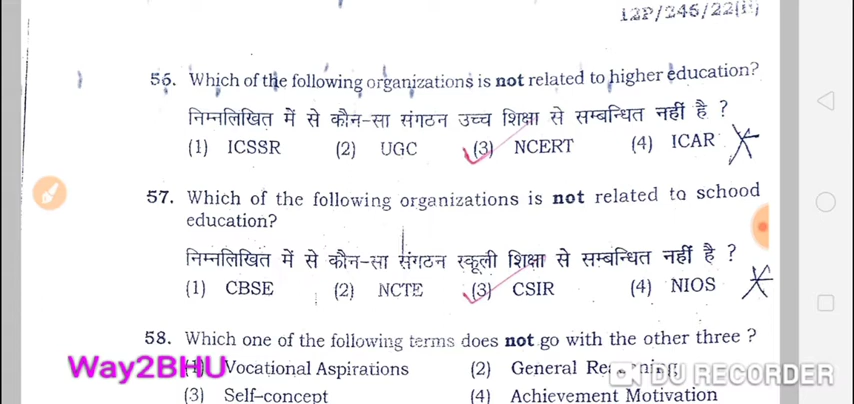 12P/246/22(H)
56. Which of the following organizations is not related to higher education?
निम्नलिखित में से कौन-सा संगठन उच्च शिक्षा से सम्बन्धित नहीं है ?
(1) ICSSR (2) UGC (3) NCERT (4) ICAR
57. Which of the following organizations is not related to school
education?
निम्नलिखित में से कौन-सा संगठन स्कूली शिक्षा से सम्बन्धित नहीं है ?
(1) CBSE (2) NCTE (3) CSIR (4) NIOS
58. Which one of the following terms does not go with the other three ?
Way2BHU
(1) Vocational Aspirations (2) General Reasoning
DU RECORDER
(3) Self-concept (4) Achievement Motivation